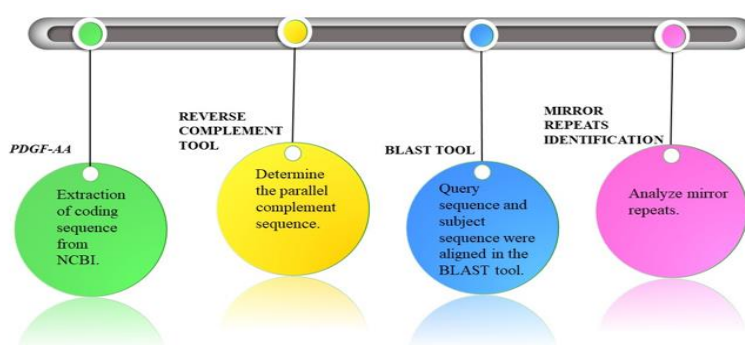 PDGF-AA
Extraction
of coding
sequence
from
NCBI.
REVERSE
COMPLEMENT
TOOL
Determine
the parallel
complement
sequence.
BLAST TOOL
Query
sequence and
subject
sequence were
aligned in the
BLAST tool.
MIRROR
REPEATS
IDENTIFICATION
Analyze mirror
repeats.